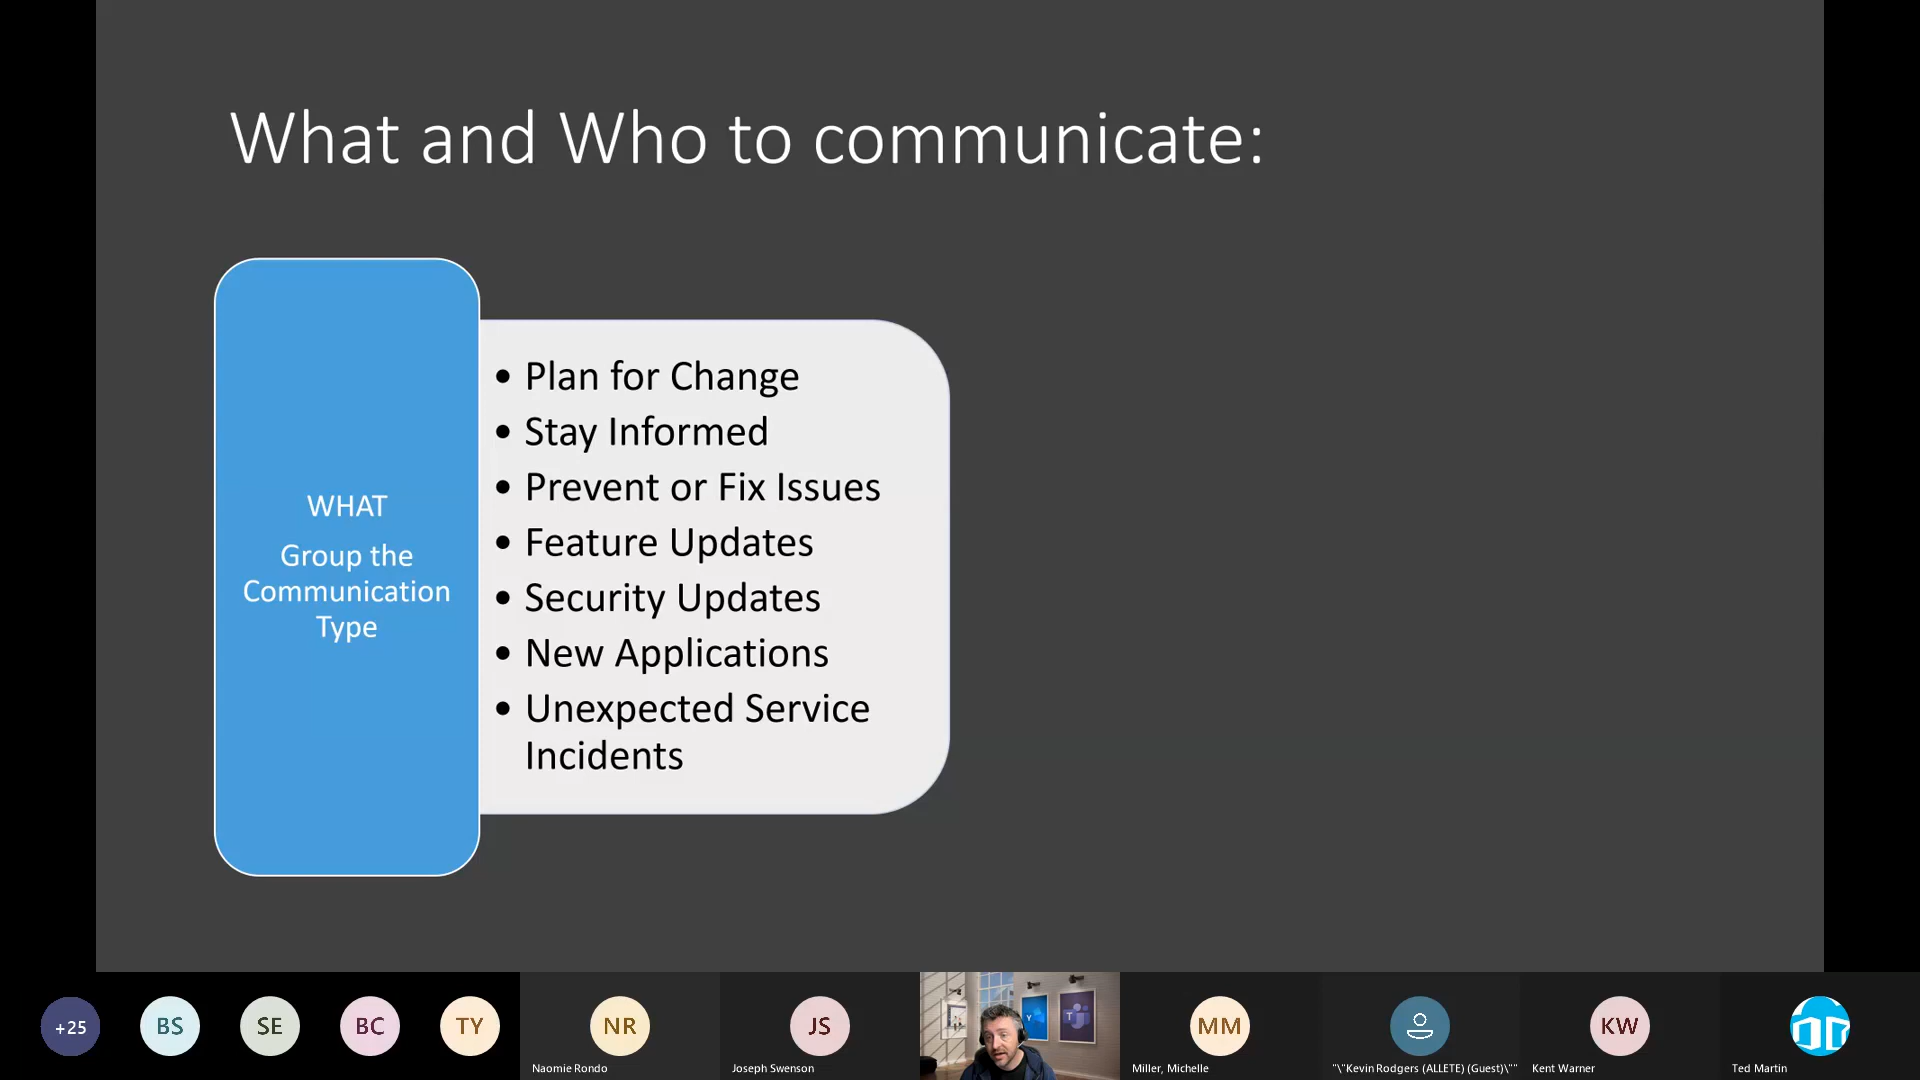 What and Who to communicate:
WHAT
Group the
Communication
Type
• Plan for Change
• Stay Informed
• Prevent or Fix Issues
• Feature Updates
• Security Updates
• New Applications
• Unexpected Service
Incidents
+25
BS
SE
BC
TY
NR
JS
Y
T
MM
KW
Naomie Rondo
Joseph Swenson
Miller, Michelle
"\"Kevin Rodgers (ALLETE) (Guest)\""
Kent Warner
Ted Martin